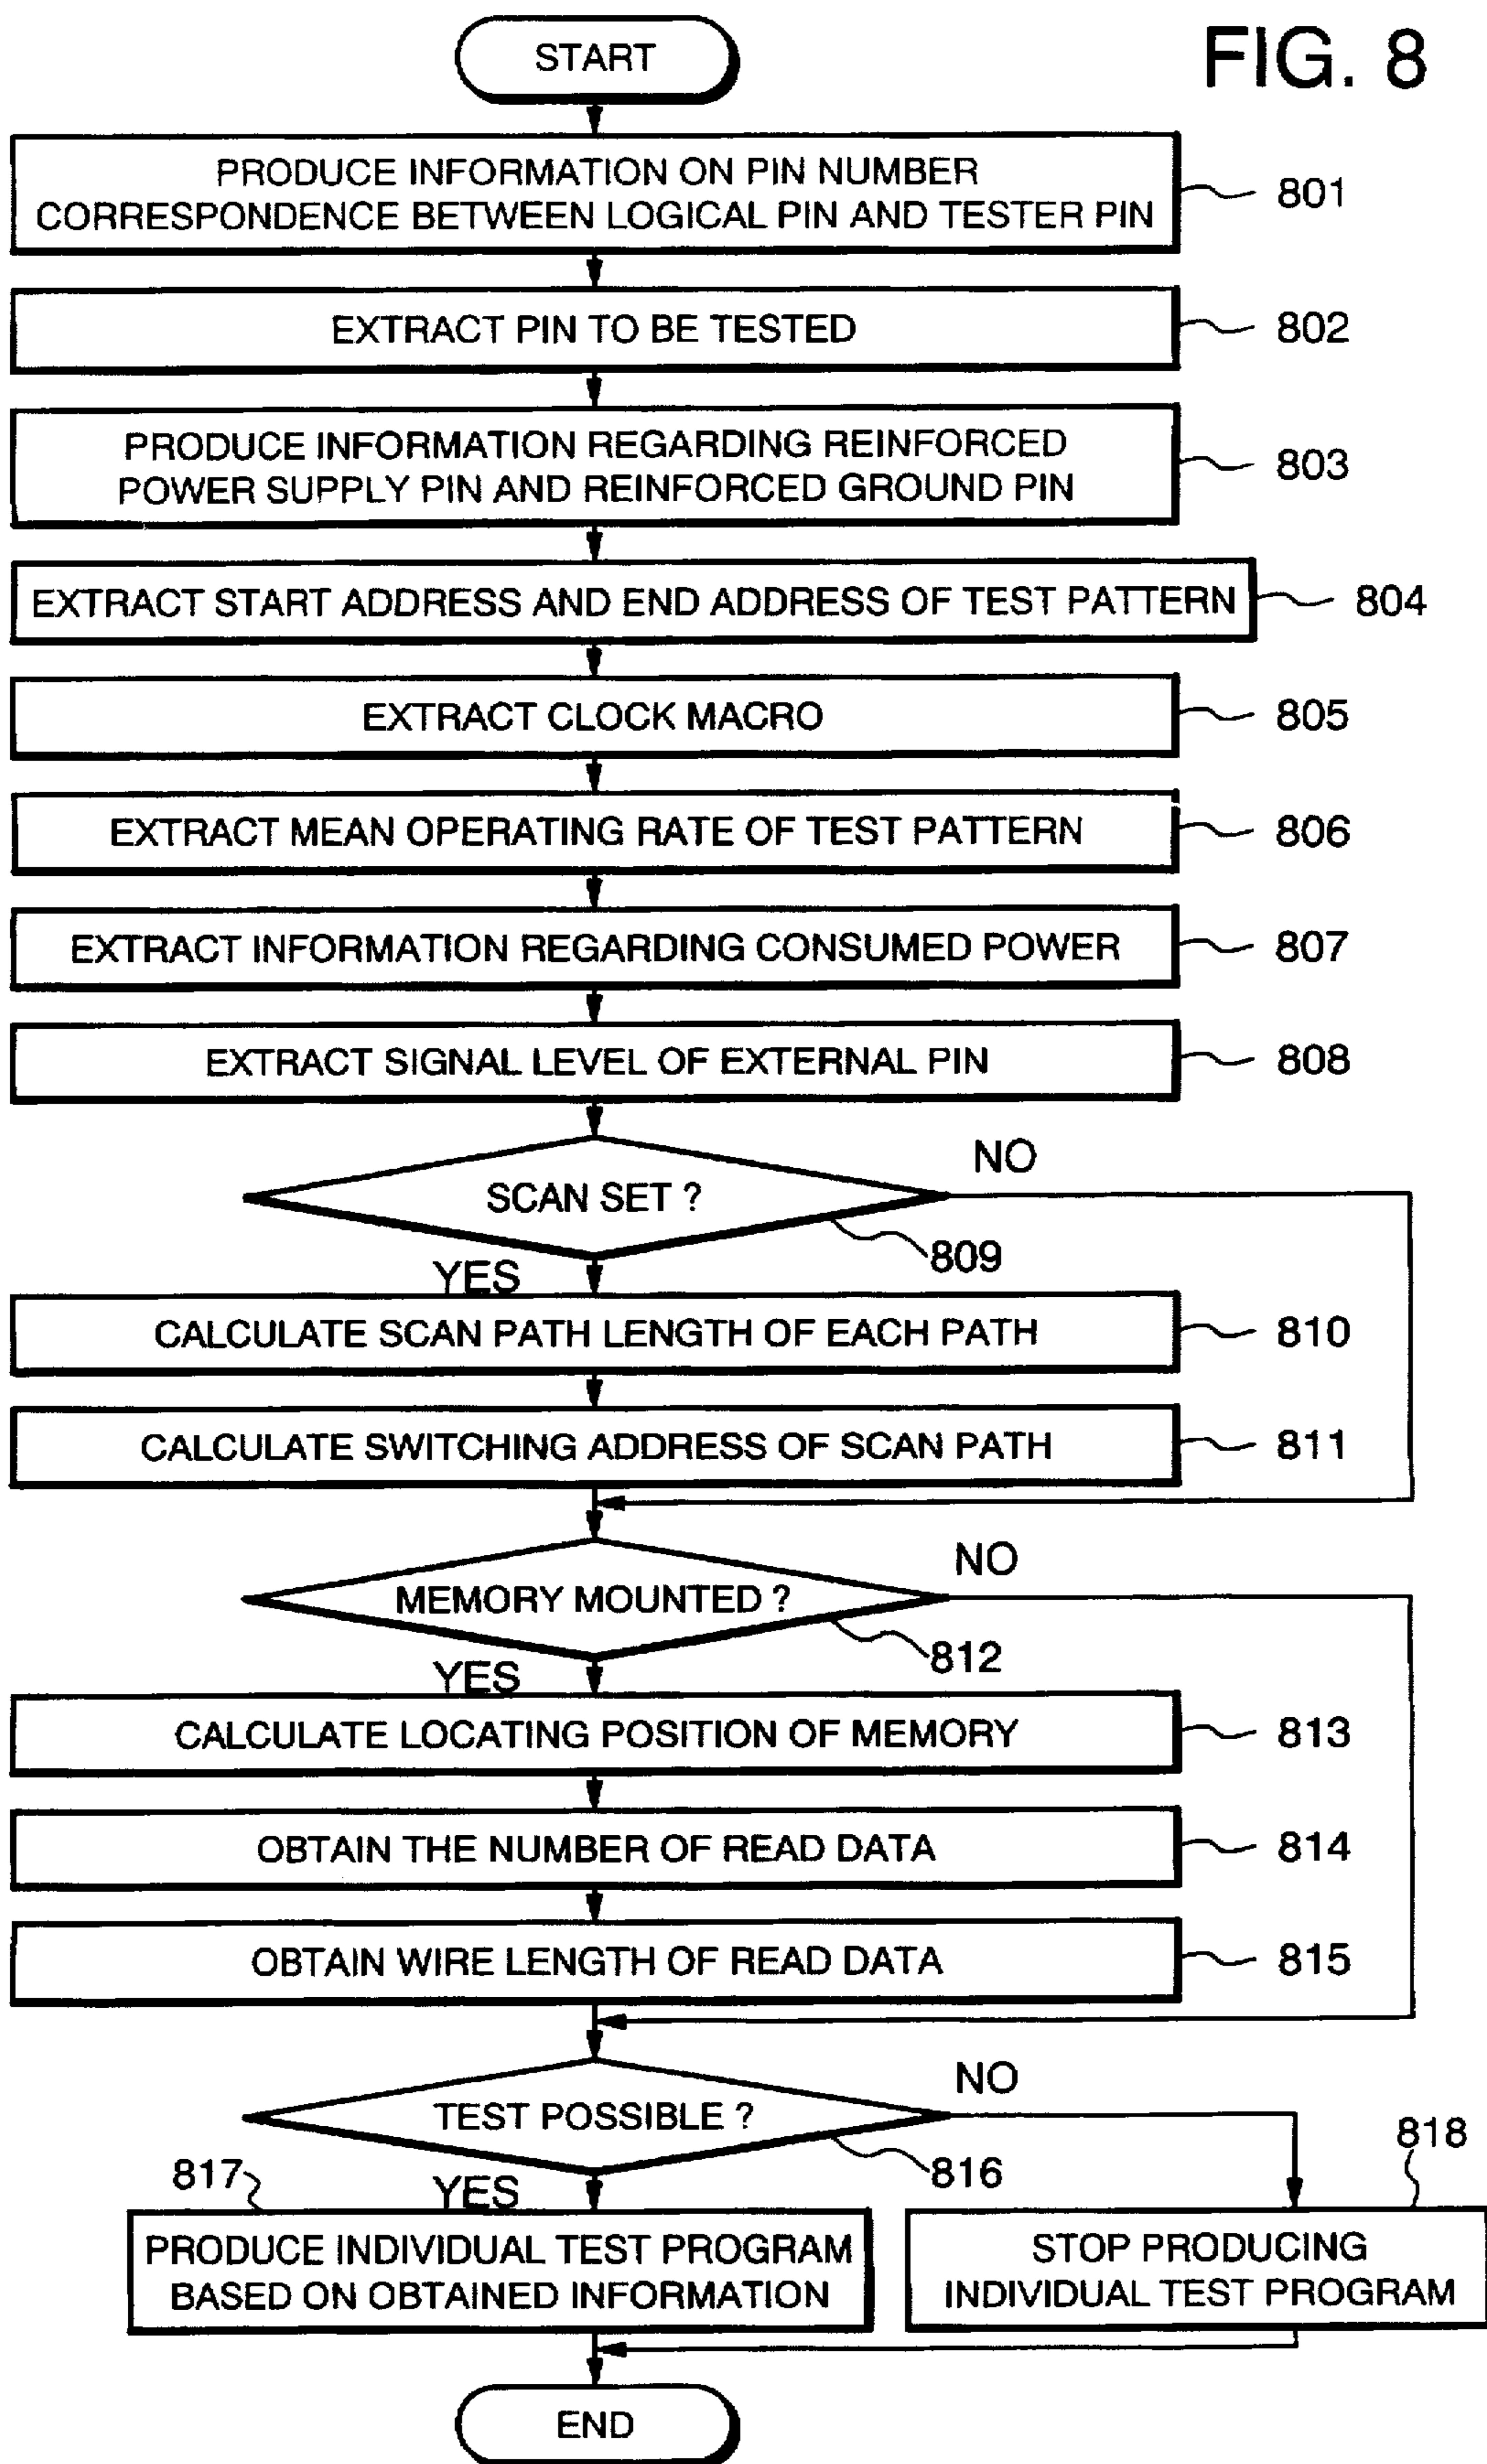 FIG. 8
START
PRODUCE INFORMATION ON PIN NUMBER
CORRESPONDENCE BETWEEN LOGICAL PIN AND TESTER PIN
801
EXTRACT PIN TO BE TESTED
802
PRODUCE INFORMATION REGARDING REINFORCED
POWER SUPPLY PIN AND REINFORCED GROUND PIN
803
EXTRACT START ADDRESS AND END ADDRESS OF TEST PATTERN
804
EXTRACT CLOCK MACRO
805
EXTRACT MEAN OPERATING RATE OF TEST PATTERN
806
EXTRACT INFORMATION REGARDING CONSUMED POWER
807
EXTRACT SIGNAL LEVEL OF EXTERNAL PIN
808
SCAN SET ?
NO
809
YES
CALCULATE SCAN PATH LENGTH OF EACH PATH
810
CALCULATE SWITCHING ADDRESS OF SCAN PATH
811
MEMORY MOUNTED ?
NO
812
YES
CALCULATE LOCATING POSITION OF MEMORY
813
OBTAIN THE NUMBER OF READ DATA
814
OBTAIN WIRE LENGTH OF READ DATA
815
TEST POSSIBLE ?
NO
816
YES
817
PRODUCE INDIVIDUAL TEST PROGRAM
BASED ON OBTAINED INFORMATION
818
STOP PRODUCING
INDIVIDUAL TEST PROGRAM
END